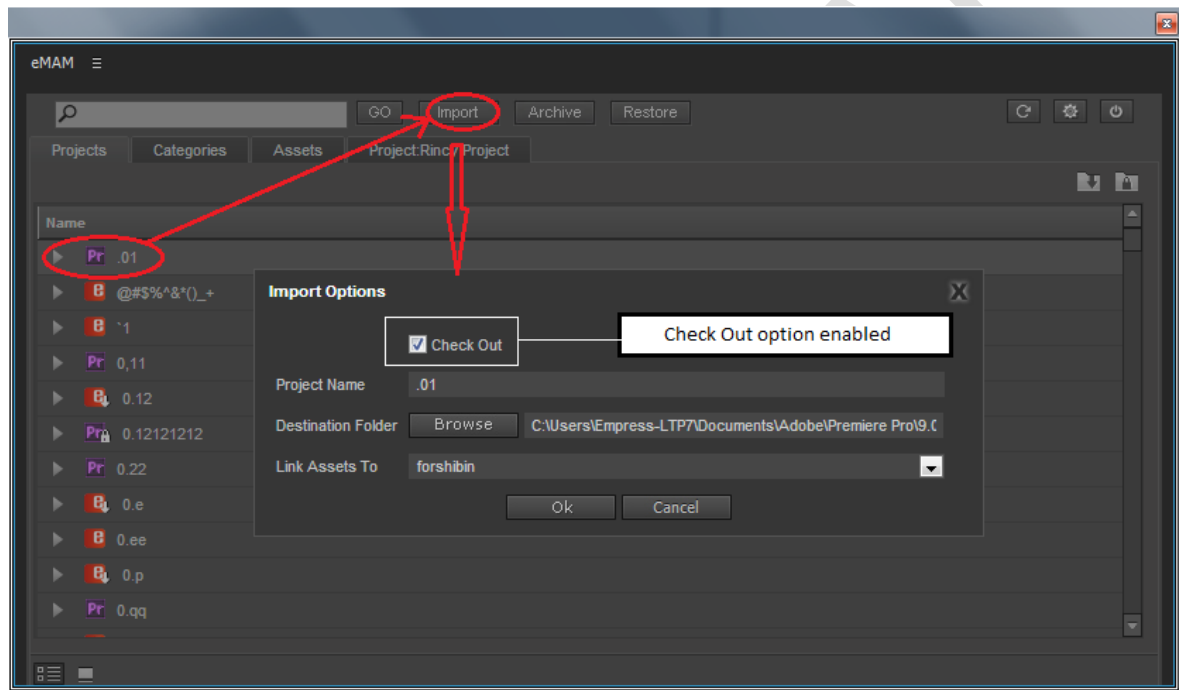 eMAM
GO Import Archive Restore
Projects Categories Assets Project:Rincy Project
Name
Pr .01
e @#$%^&*()_+
e `1
Pr 0,11
e 0.12
Pr 0.12121212
Pr 0.22
e 0.e
e 0.ee
e 0.p
Pr 0.qq
Import Options
X
Check Out
Check Out option enabled
Project Name .01
Destination Folder Browse C:\Users\Empress-LTP7\Documents\Adobe\Premiere Pro\9.0
Link Assets To forshibin
Ok Cancel